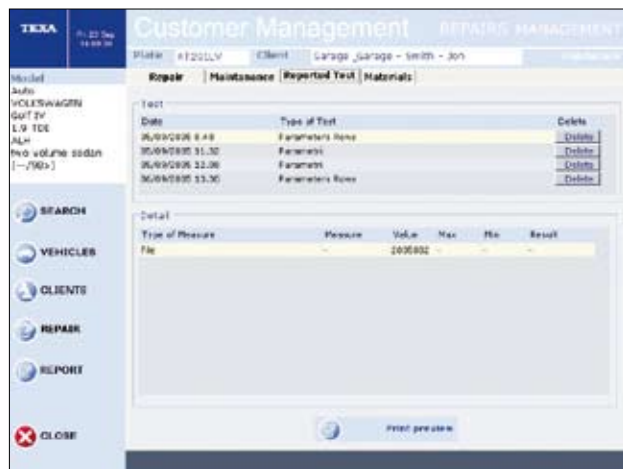 TEXA
Customer Management
REPAIRS MANAGEMENT
Plate
Client
Garage _Garage - Smith - Jon
Repair
Maintanance
Reported Test
Materials
Model
Auto
VOLKSWAGEN
Golf IV
1.9 TDI
two volume sedan
Test
Date
Type of Test
Delete
Parameters Rows
Delete
Parametri
Delete
Parametri
Delete
Parameters Rows
Delete
Detail
Type of Measure
Measure
Value
Max
Min
Result
File
SEARCH
VEHICLES
CLIENTS
REPAIR
REPORT
CLOSE
Print preview